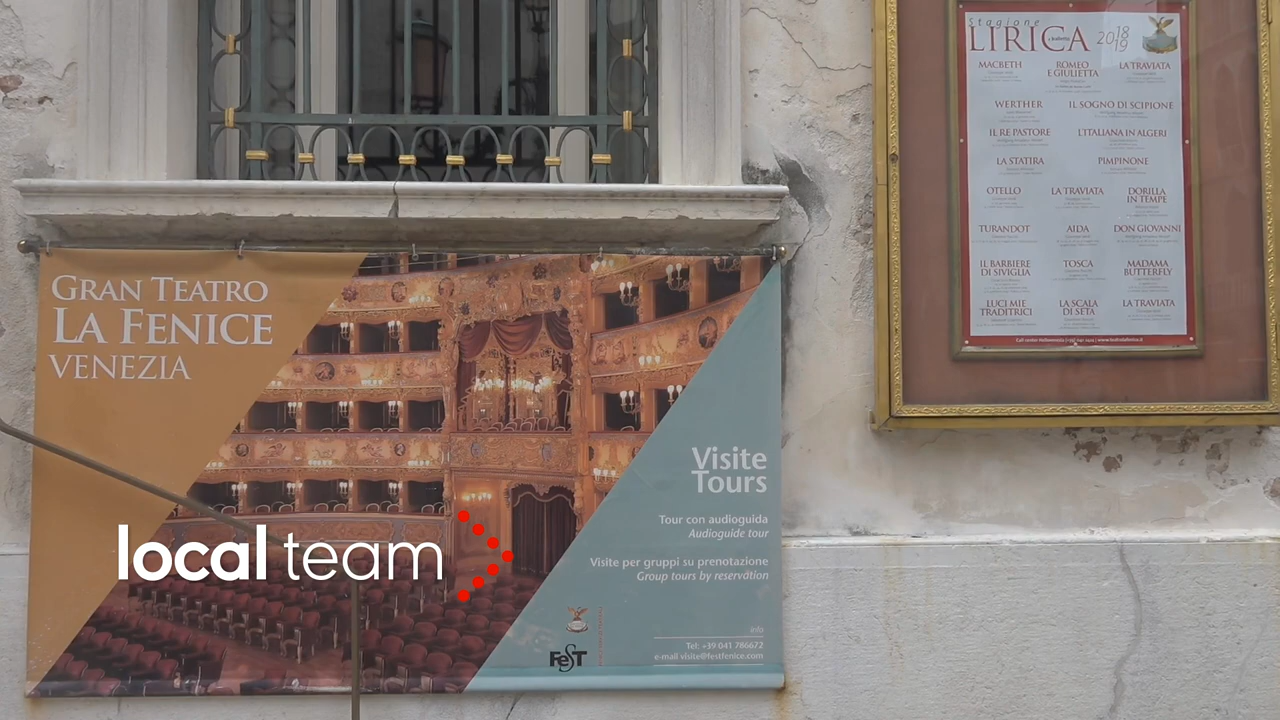 GRAN TEATRO
LA FENICE
VENEZIA
Visite
Tours
Tour con audioguida
Audioguide tour
Visite per gruppi su prenotazione
Group tours by reservation
info
Tel: +39 041 786672
e-mail visite@festfenice.com
FeST
local team
Stagione
LIRICA e balletto 2018
19
MACBETH
ROMEO
E GIULIETTA
LA TRAVIATA
WERTHER
IL SOGNO DI SCIPIONE
IL RE PASTORE
L'ITALIANA IN ALGERI
LA STATIRA
PIMPINONE
OTELLO
LA TRAVIATA
DORILLA
IN TEMPE
TURANDOT
AIDA
DON GIOVANNI
IL BARBIERE
DI SIVIGLIA
TOSCA
MADAMA
BUTTERFLY
LUCI MIE
TRADITRICI
LA SCALA
DI SETA
LA TRAVIATA